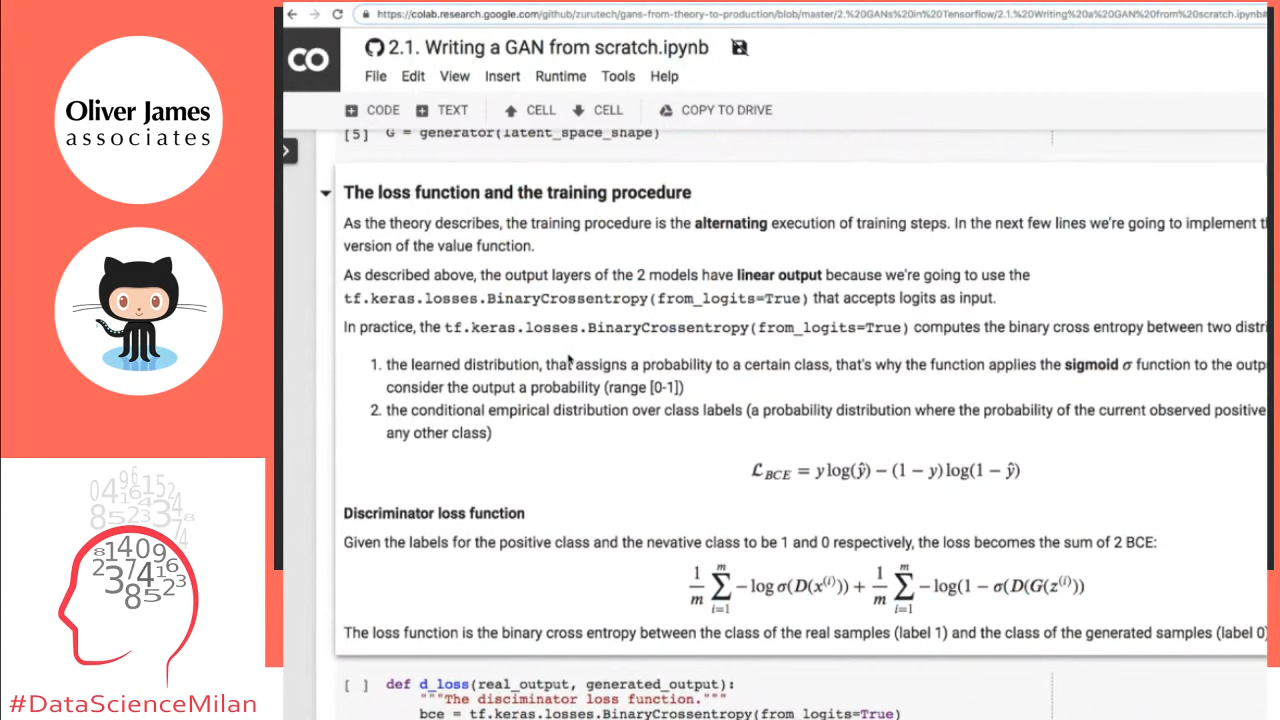 https://colab.research.google.com/github/zurutech/gans-from-theory-to-production/blob/master/2.%20GANs%20in%20Tensorflow/2.1.%20Writing%20a%20GAN%20from%20scratch.ipynb#
Oliver James
associates
CO
2.1. Writing a GAN from scratch.ipynb
File Edit View Insert Runtime Tools Help
CODE TEXT CELL CELL COPY TO DRIVE
[5] G = generator(latent_space_shape)
The loss function and the training procedure
As the theory describes, the training procedure is the alternating execution of training steps. In the next few lines we're going to implement t
version of the value function.
As described above, the output layers of the 2 models have linear output because we're going to use the
tf.keras.losses.BinaryCrossentropy(from_logits=True) that accepts logits as input.
In practice, the tf.keras.losses.BinaryCrossentropy(from_logits=True) computes the binary cross entropy between two distri
1. the learned distribution, that assigns a probability to a certain class, that's why the function applies the sigmoid σ function to the outp
consider the output a probability (range [0-1])
2. the conditional empirical distribution over class labels (a probability distribution where the probability of the current observed positive
any other class)
ℒBCE = y log(ŷ) − (1 − y) log(1 − ŷ)
Discriminator loss function
Given the labels for the positive class and the nevative class to be 1 and 0 respectively, the loss becomes the sum of 2 BCE:
1/m ∑_{i=1}^{m} − log σ(D(x^{(i)})) + 1/m ∑_{i=1}^{m} − log(1 − σ(D(G(z^{(i)}))
The loss function is the binary cross entropy between the class of the real samples (label 1) and the class of the generated samples (label 0)
[ ] def d_loss(real_output, generated_output):
"""The disciminator loss function."""
bce = tf.keras.losses.BinaryCrossentropy(from_logits=True)
#DataScienceMilan